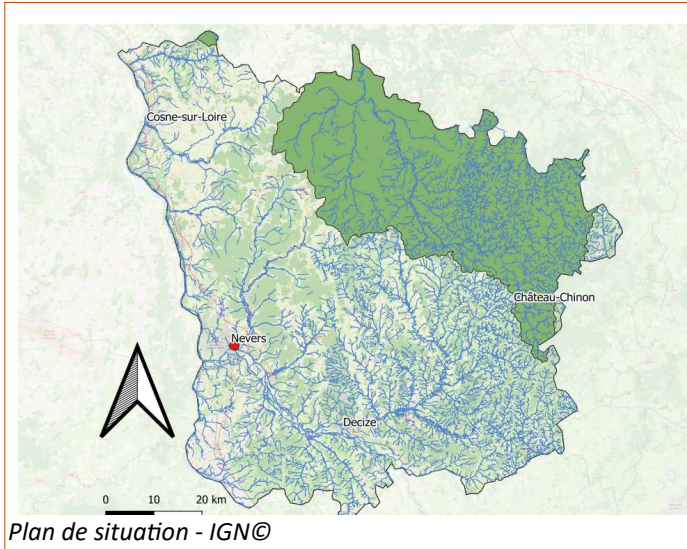 Cosne-sur-Loire
Château-Chinon
Nevers
Decize
0 10 20 km
Plan de situation - IGN©